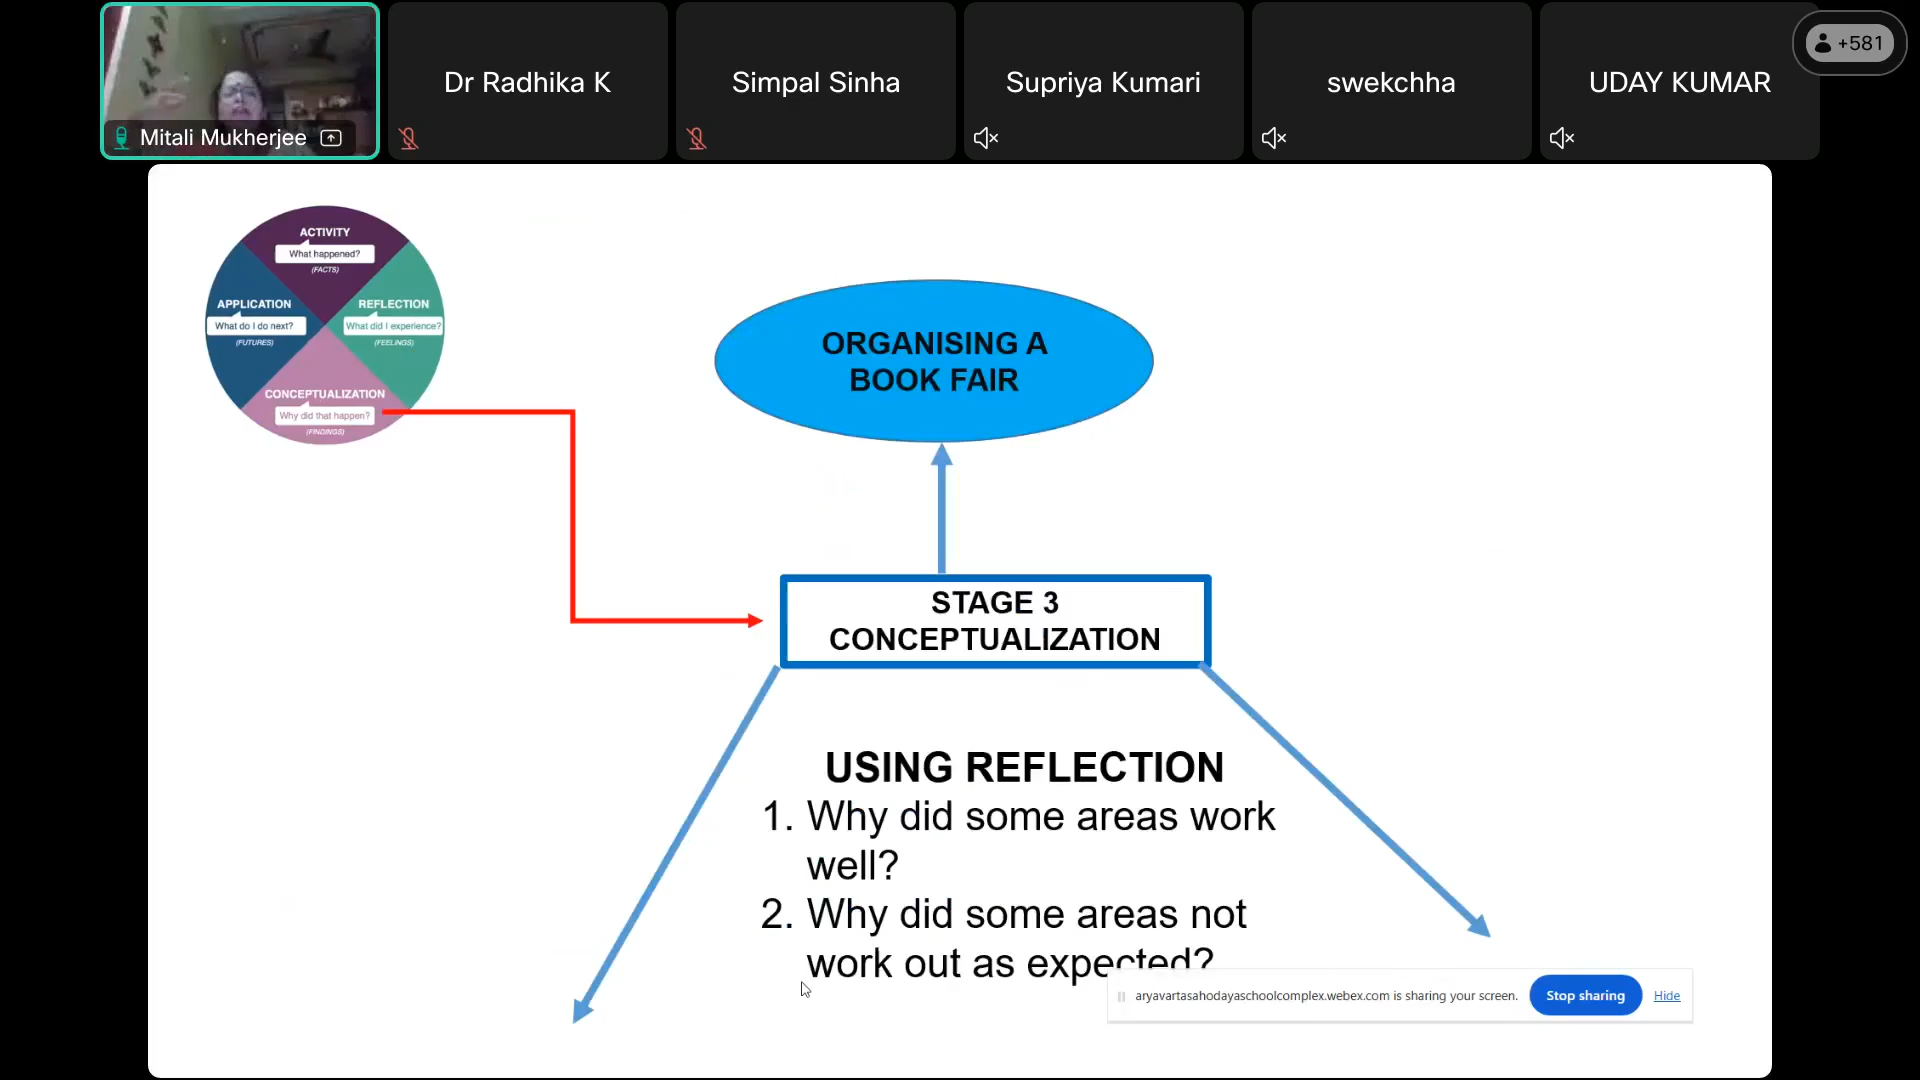 Mitali Mukherjee
Dr Radhika K
Simpal Sinha
Supriya Kumari
swekchha
UDAY KUMAR
+581
ACTIVITY
What happened?
(FACTS)
APPLICATION
What do I do next?
(FUTURES)
REFLECTION
What did I experience?
(FEELINGS)
CONCEPTUALIZATION
Why did that happen?
(FINDINGS)
ORGANISING A
BOOK FAIR
STAGE 3
CONCEPTUALIZATION
USING REFLECTION
1. Why did some areas work
well?
2. Why did some areas not
work out as expected?
aryavartasahodayaschoolcomplex.webex.com is sharing your screen.
Stop sharing
Hide